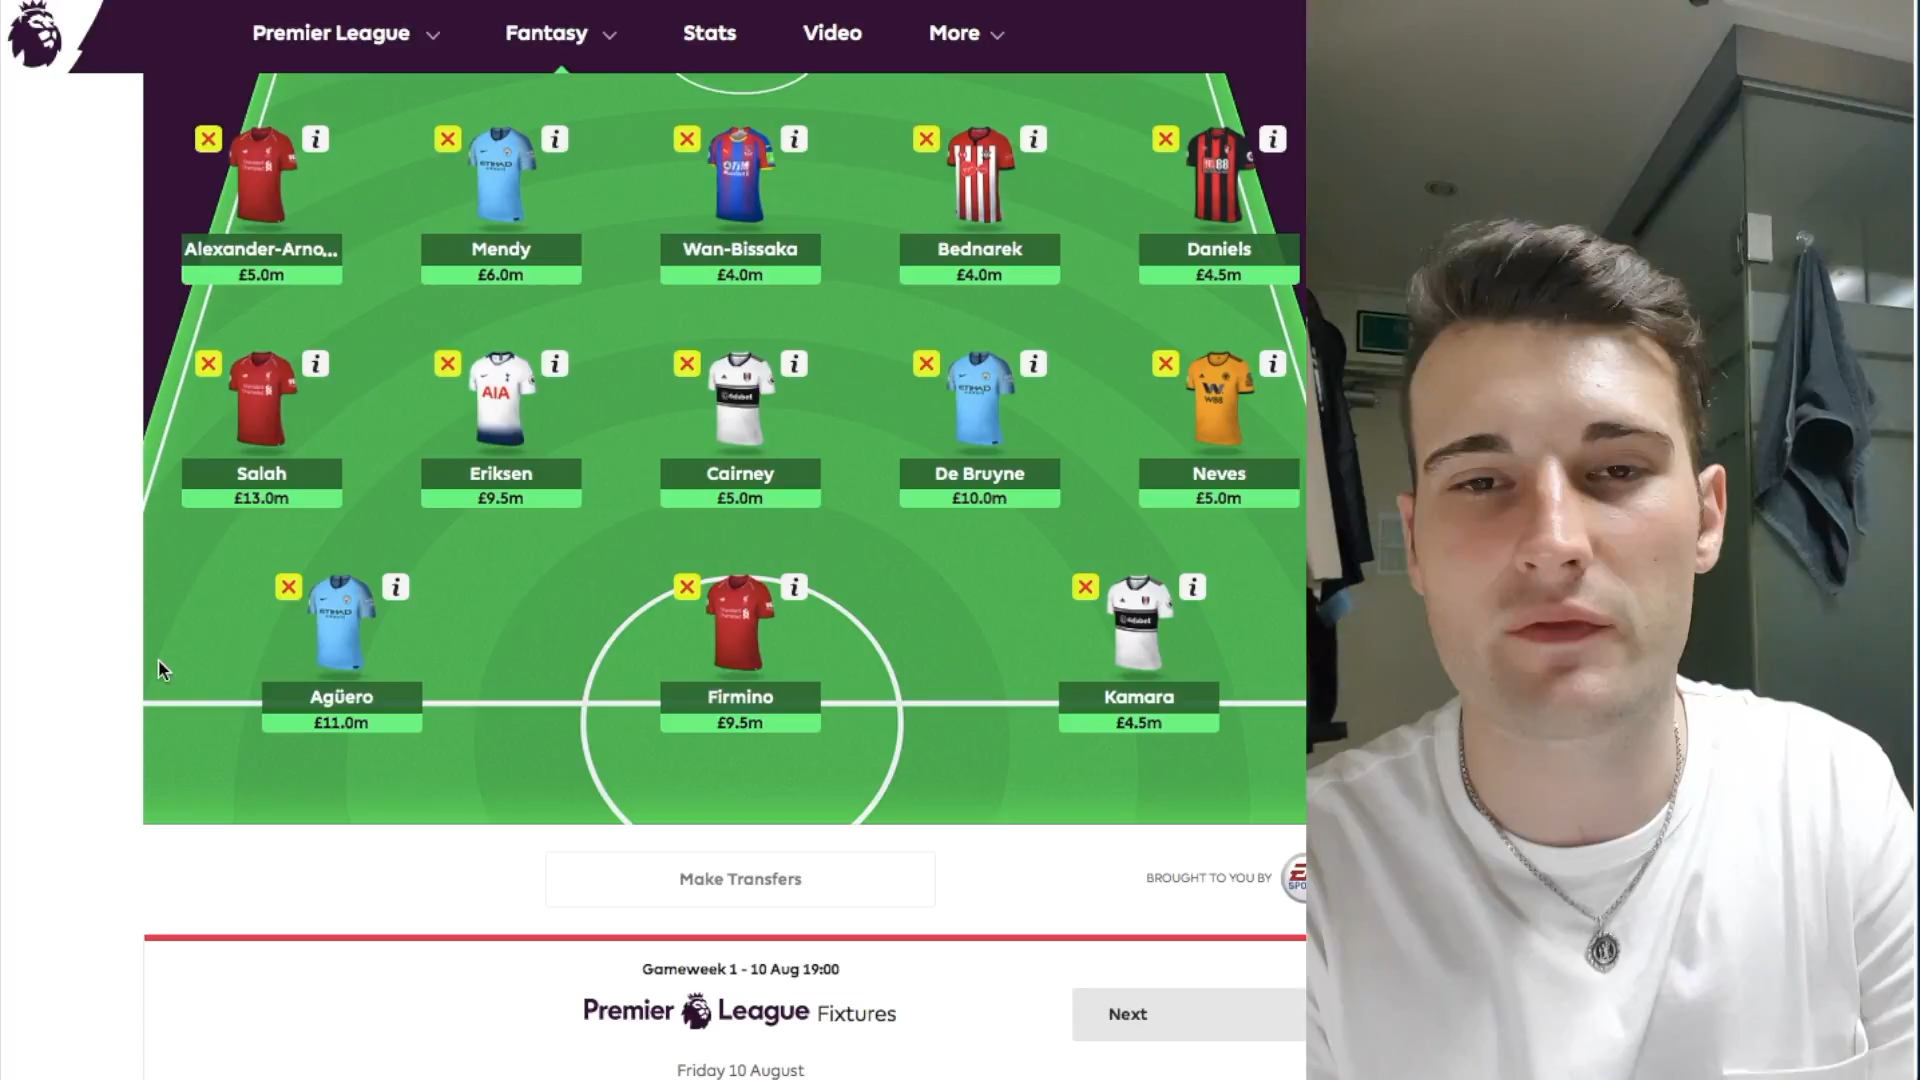 Premier League Fantasy Stats Video More
Alexander-Arno... Mendy Wan-Bissaka Bednarek Daniels
£5.0m £6.0m £4.0m £4.0m £4.5m
AIA
W88
Salah Eriksen Cairney De Bruyne Neves
£13.0m £9.5m £5.0m £10.0m £5.0m
Agüero Firmino Kamara
£11.0m £9.5m £4.5m
Make Transfers
BROUGHT TO YOU BY
Gameweek 1 - 10 Aug 19:00
Premier League Fixtures
Next
Friday 10 August